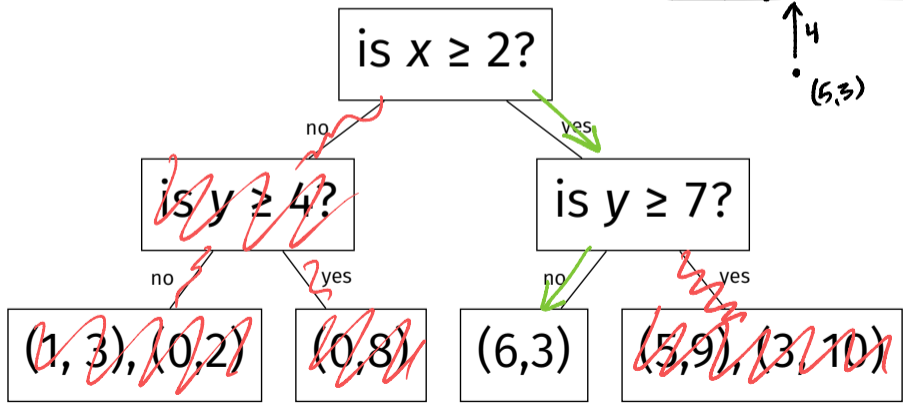 is x ≥ 2?
4
(5,3)
no
yes
is y ≥ 4?
is y ≥ 7?
no
yes
no
yes
(1, 3), (0,2)
(0,8)
(6,3)
(5,9), (3, 10)